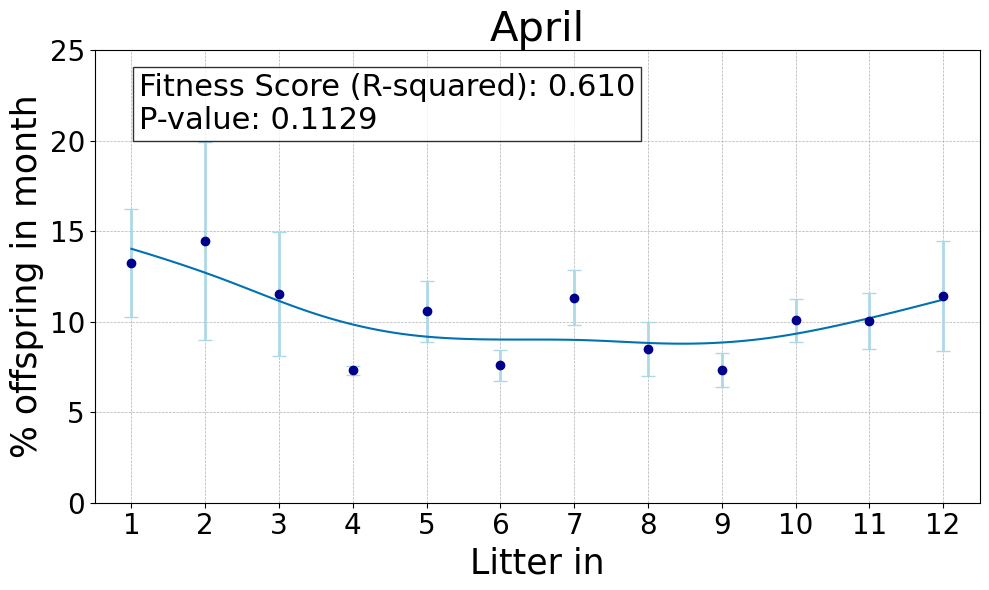 April
Fitness Score (R-squared): 0.610
P-value: 0.1129
% offspring in month
25
20
15
10
5
0
1 2 3 4 5 6 7 8 9 10 11 12
Litter in